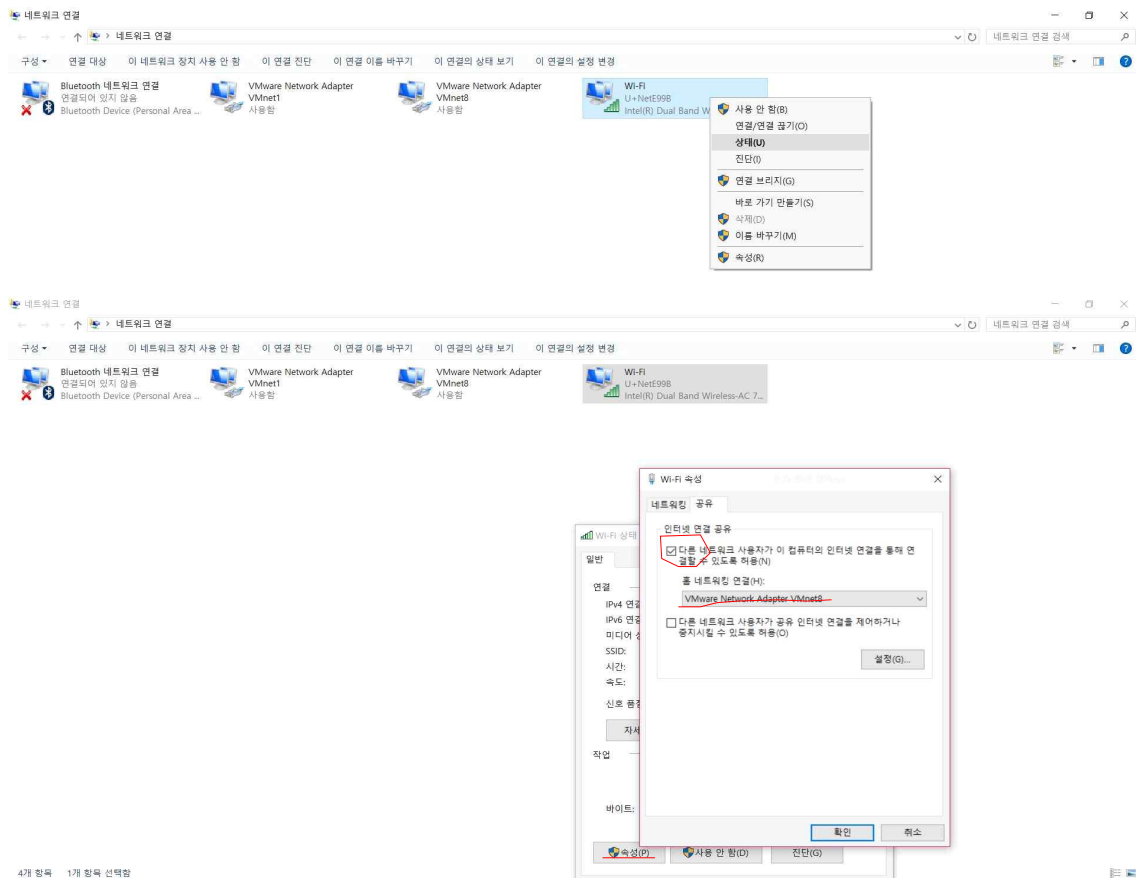 네트워크 연결
네트워크 연결
네트워크 연결 검색
구성 연결 대상 이 네트워크 장치 사용 안 함 이 연결 진단 이 연결 이름 바꾸기 이 연결의 상태 보기 이 연결의 설정 변경
Bluetooth 네트워크 연결
연결되어 있지 않음
Bluetooth Device (Personal Area ...
VMware Network Adapter
VMnet1
사용함
VMware Network Adapter
VMnet8
사용함
Wi-Fi
U+NetE99B
Intel(R) Dual Band W
사용 안 함(B)
연결/연결 끊기(O)
상태(U)
진단(I)
연결 브리지(G)
바로 가기 만들기(S)
삭제(D)
이름 바꾸기(M)
속성(R)
네트워크 연결
네트워크 연결
네트워크 연결 검색
구성 연결 대상 이 네트워크 장치 사용 안 함 이 연결 진단 이 연결 이름 바꾸기 이 연결의 상태 보기 이 연결의 설정 변경
Bluetooth 네트워크 연결
연결되어 있지 않음
Bluetooth Device (Personal Area ...
VMware Network Adapter
VMnet1
사용함
VMware Network Adapter
VMnet8
사용함
Wi-Fi
U+NetE99B
Intel(R) Dual Band Wireless-AC 7...
Wi-Fi 상태
일반
연결
IPv4 연결
IPv6 연결
미디어
SSID:
시간:
속도:
신호 품질
자세
작업
바이트:
속성(P) 사용 안 함(D) 진단(G)
Wi-Fi 속성
네트워킹 공유
인터넷 연결 공유
다른 네트워크 사용자가 이 컴퓨터의 인터넷 연결을 통해 연
결할 수 있도록 허용(N)
홈 네트워킹 연결(H):
VMware Network Adapter VMnet8
다른 네트워크 사용자가 공유 인터넷 연결을 제어하거나
중지시킬 수 있도록 허용(O)
설정(G)...
확인 취소
4개 항목 1개 항목 선택함